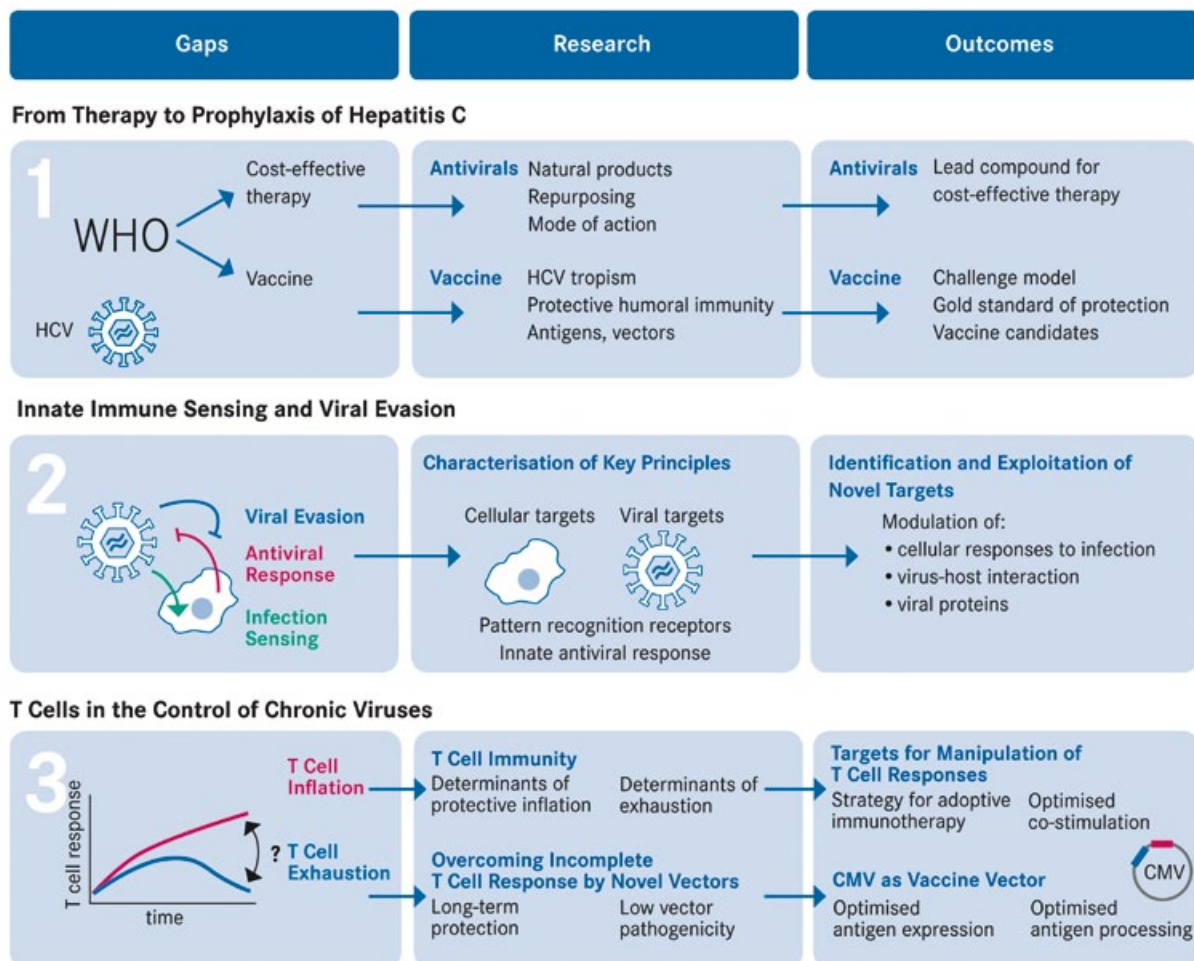 Gaps
Research
Outcomes
From Therapy to Prophylaxis of Hepatitis C
1
WHO
Cost-effective
therapy
Vaccine
HCV
Antivirals
Natural products
Repurposing
Mode of action
Vaccine
HCV tropism
Protective humoral immunity
Antigens, vectors
Antivirals
Lead compound for
cost-effective therapy
Vaccine
Challenge model
Gold standard of protection
Vaccine candidates
Innate Immune Sensing and Viral Evasion
2
Viral Evasion
Antiviral
Response
Infection
Sensing
Characterisation of Key Principles
Cellular targets
Viral targets
Pattern recognition receptors
Innate antiviral response
Identification and Exploitation of
Novel Targets
Modulation of:
• cellular responses to infection
• virus-host interaction
• viral proteins
T Cells in the Control of Chronic Viruses
3
T cell response
time
T Cell
Inflation
?
T Cell
Exhaustion
T Cell Immunity
Determinants of
protective inflation
Determinants of
exhaustion
Overcoming Incomplete
T Cell Response by Novel Vectors
Long-term
protection
Low vector
pathogenicity
Targets for Manipulation of
T Cell Responses
Strategy for adoptive
immunotherapy
Optimised
co-stimulation
CMV as Vaccine Vector
CMV
Optimised
antigen expression
Optimised
antigen processing